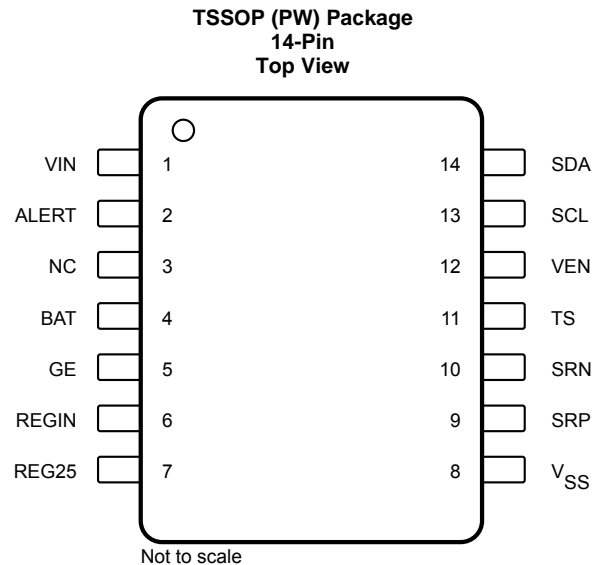 TSSOP (PW) Package
14-Pin
Top View
VIN 1 14 SDA
ALERT 2 13 SCL
NC 3 12 VEN
BAT 4 11 TS
GE 5 10 SRN
REGIN 6 9 SRP
REG25 7 8 VSS
Not to scale